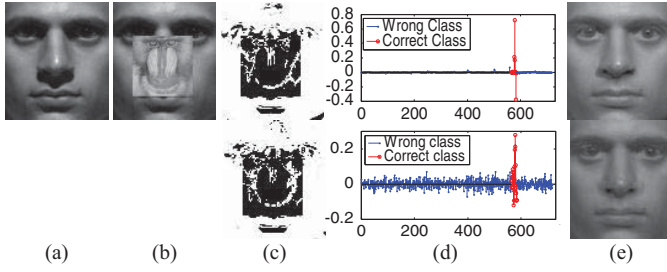 0.8
0.6
0.4
0.2
0
-0.2
-0.4
Wrong Class
Correct Class
0 200 400 600
0.2
0
-0.2
Wrong class
Correct class
0 200 400 600
(a) (b) (c) (d) (e)